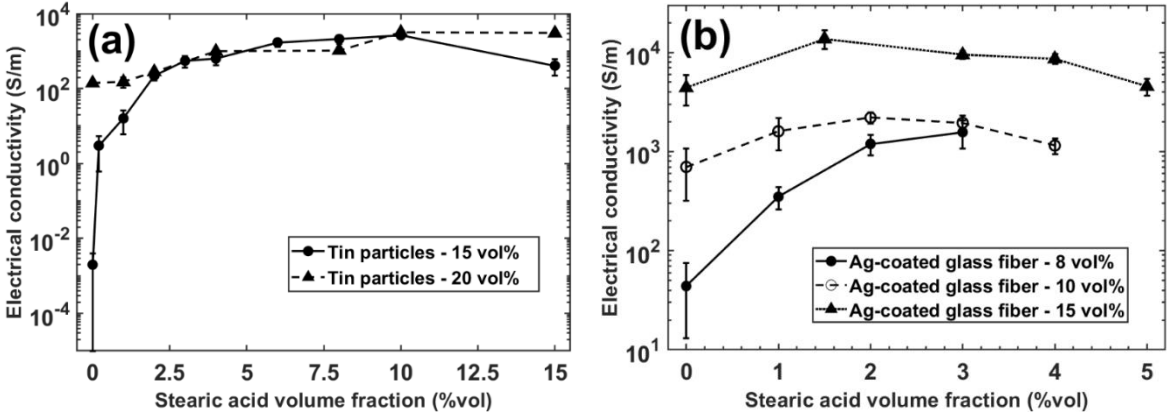 (a)
Electrical conductivity (S/m)
10^4
10^2
10^0
10^-2
10^-4
Tin particles - 15 vol%
Tin particles - 20 vol%
0 2.5 5 7.5 10 15
Stearic acid volume fraction (%vol)
(b)
Electrical conductivity (S/m)
10^4
10^3
10^2
10^1
Ag-coated glass fiber - 8 vol%
Ag-coated glass fiber - 10 vol%
Ag-coated glass fiber - 15 vol%
0 1 2 3 4 5
Stearic acid volume fraction (%vol)